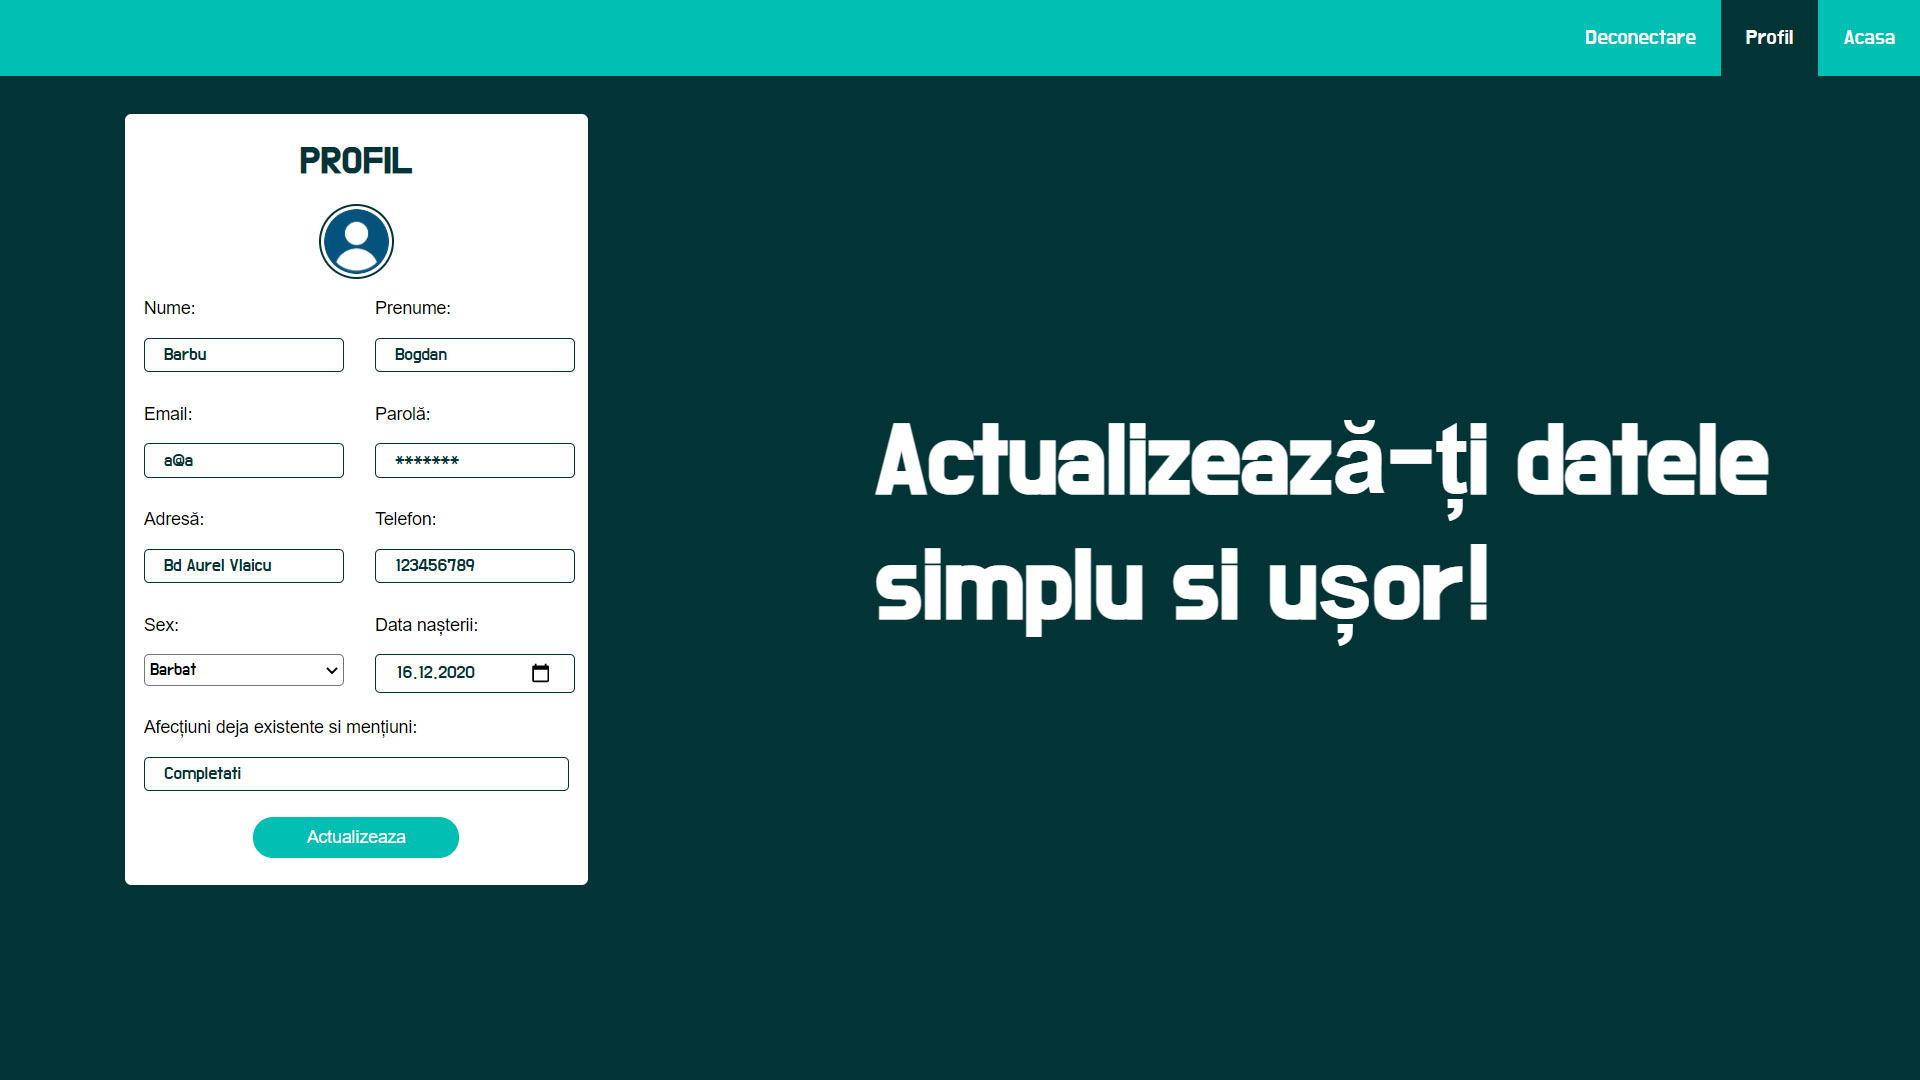 Deconectare Profil Acasa
PROFIL
Nume: Prenume:
Barbu Bogdan
Email: Parolă:
a@a *******
Adresă: Telefon:
Bd Aurel Vlaicu 123456789
Sex: Data nașterii:
Barbat 16.12.2020
Afecțiuni deja existente si mențiuni:
Completati
Actualizeaza
Actualizează-ți datele
simplu si ușor!